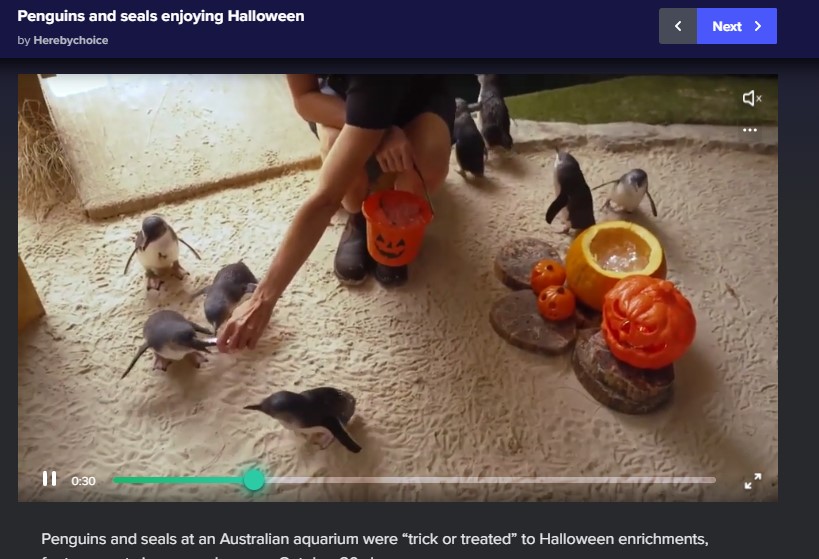 Penguins and seals enjoying Halloween
by Herebychoice
Next
0:30
Penguins and seals at an Australian aquarium were “trick or treated” to Halloween enrichments,